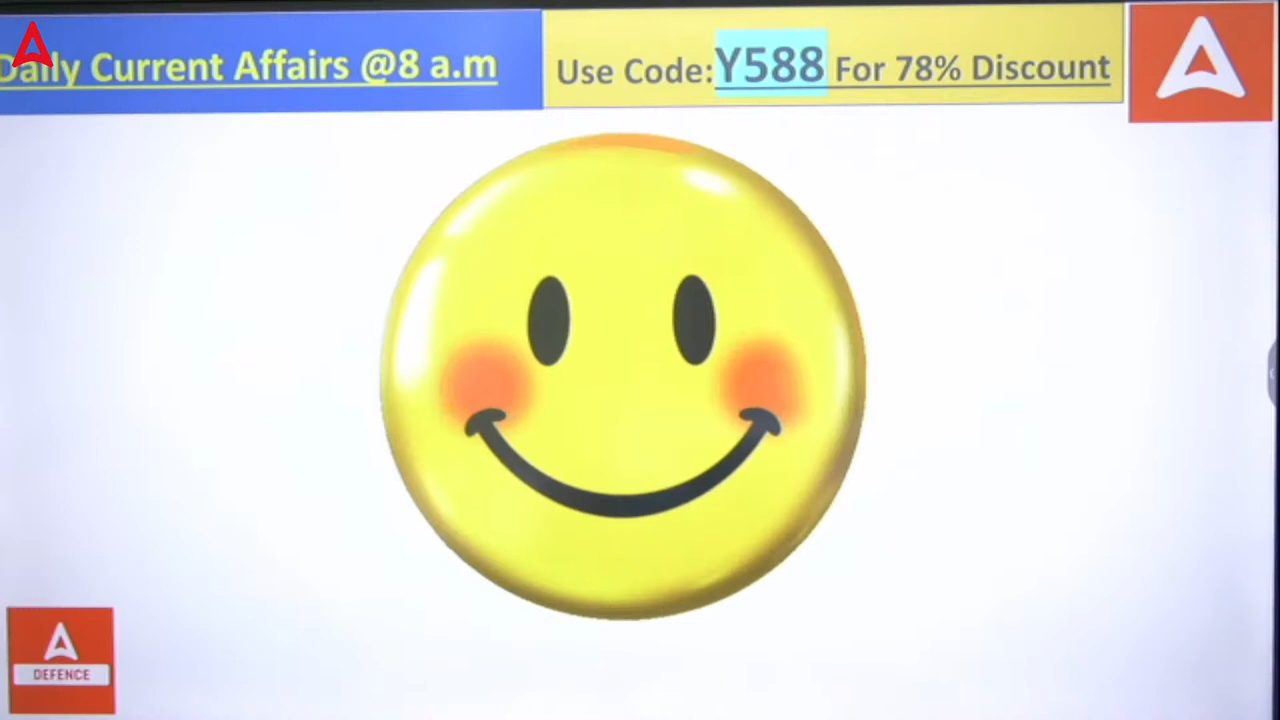 Daily Current Affairs @8 a.m
Use Code:Y588 For 78% Discount
DEFENCE